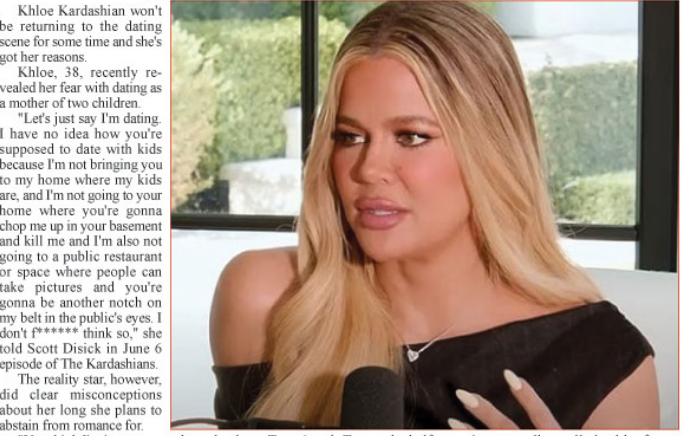 Khloe Kardashian won't
be returning to the dating
scene for some time and she's
got her reasons.
Khloe, 38, recently re-
vealed her fear with dating as
a mother of two children.
"Let's just say I'm dating.
I have no idea how you're
supposed to date with kids
because I'm not bringing you
to my home where my kids
are, and I'm not going to your
home where you're gonna
chop me up in your basement
and kill me and I'm also not
going to a public restaurant
or space where people can
take pictures and you're
gonna be another notch on
my belt in the public's eyes. I
don't f****** think so," she
told Scott Disick in June 6
episode of The Kardashians.
The reality star, however,
did clear misconceptions
about her long she plans to
abstain from romance for.